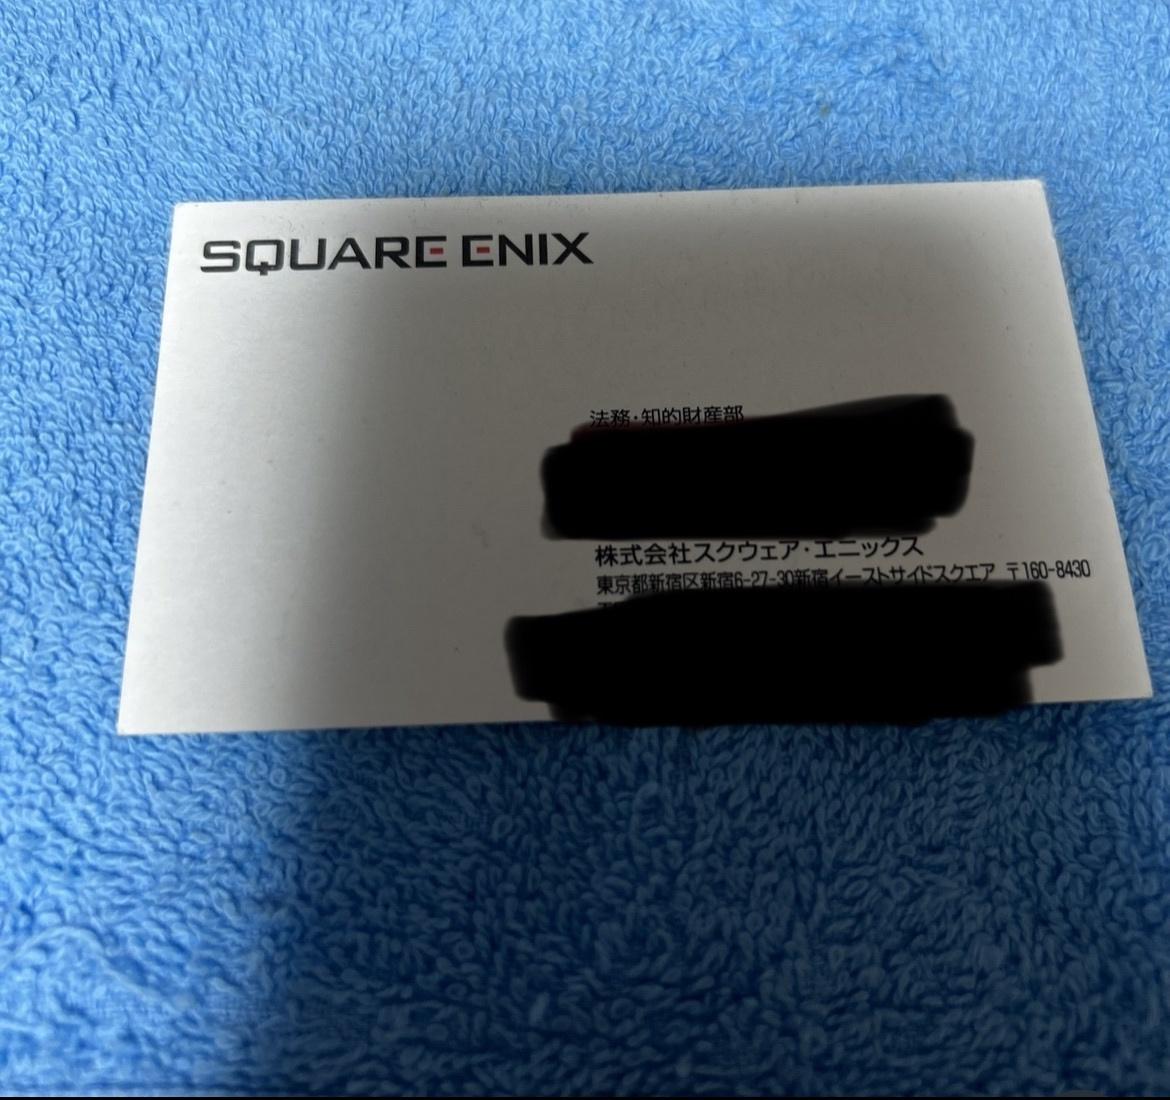 SQUARE ENIX
法務・知的財産部
株式会社スクウェア・エニックス
東京都新宿区新宿6-27-30新宿イーストサイドスクエア 〒160-8430